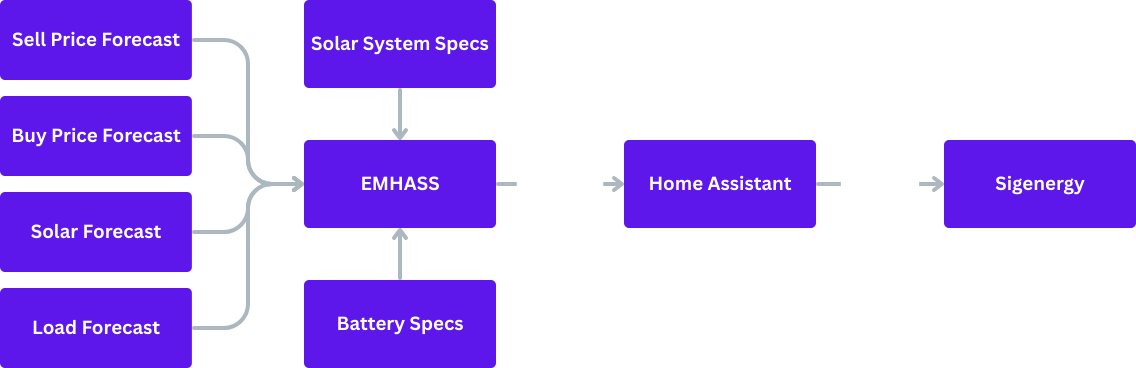 Sell Price Forecast
Solar System Specs
Buy Price Forecast
EMHASS
Home Assistant
Sigenergy
Solar Forecast
Load Forecast
Battery Specs